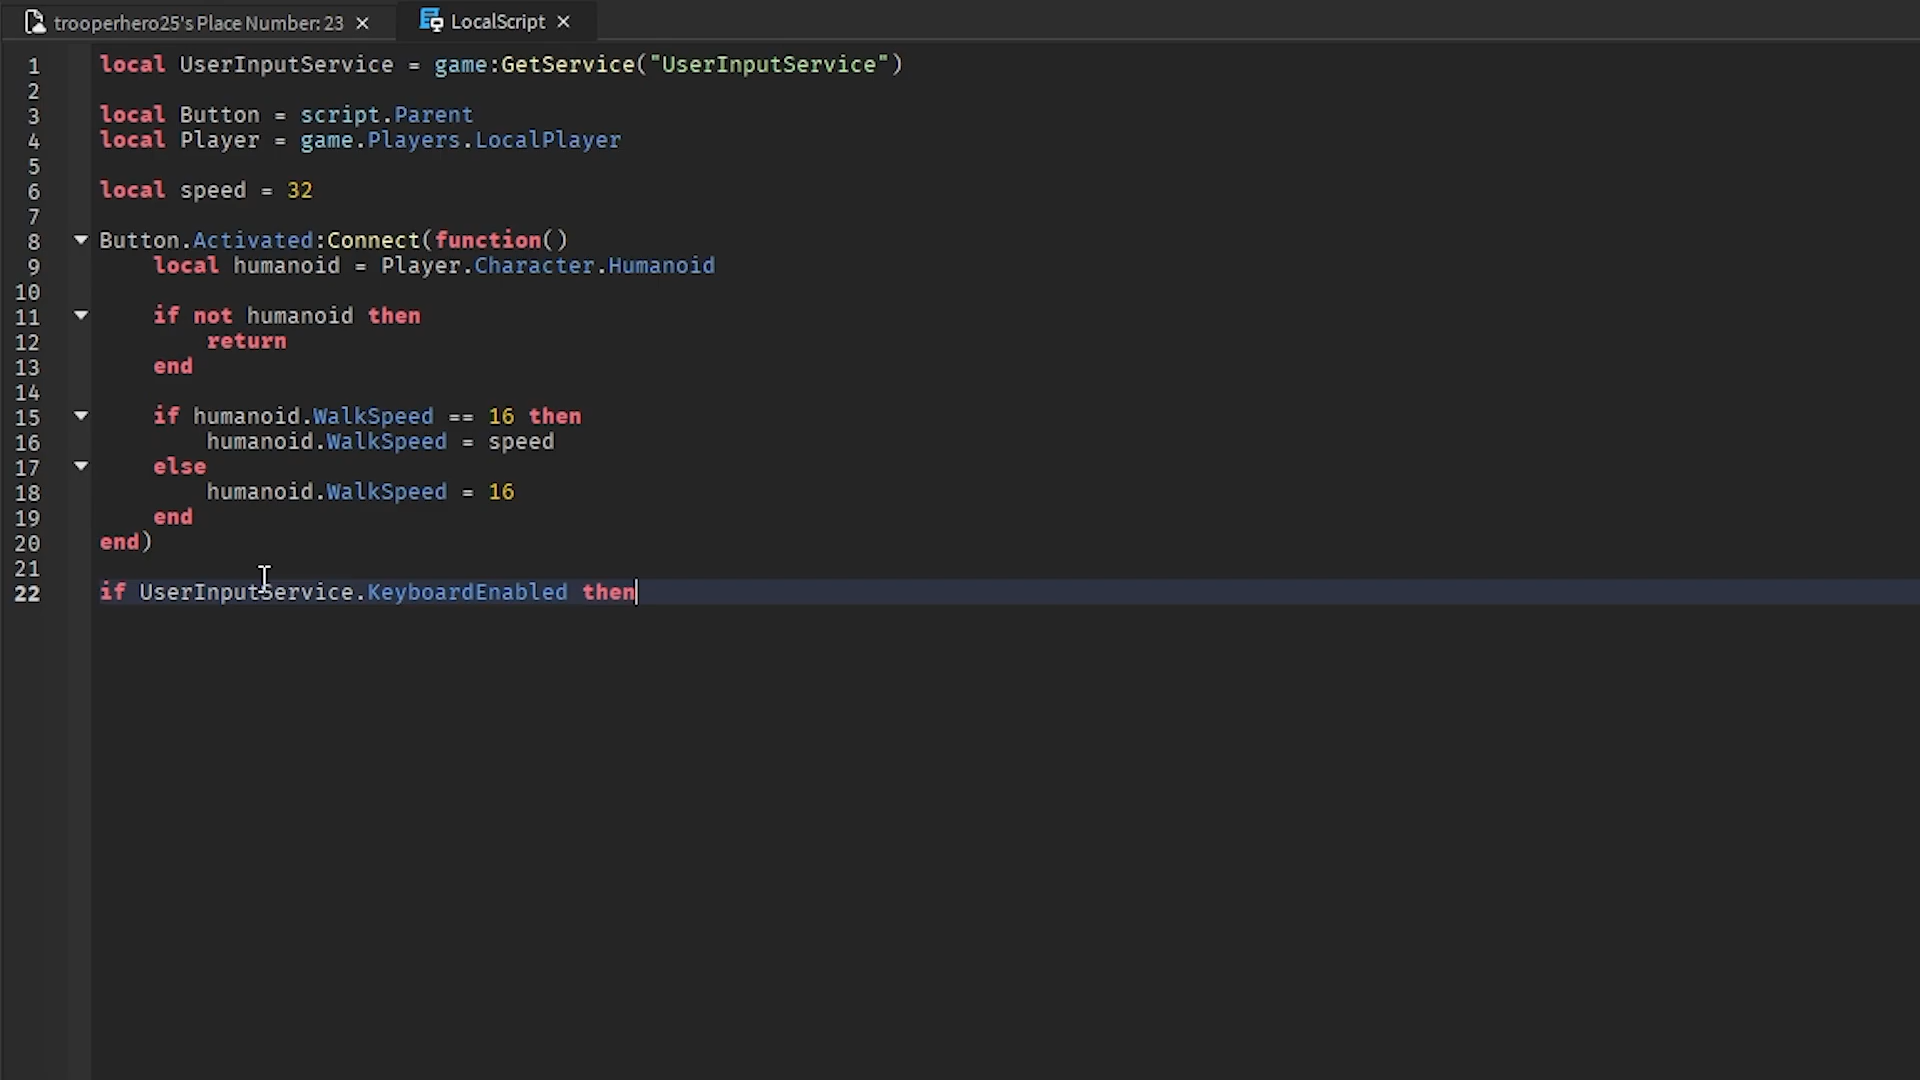 trooperhero25's Place Number: 23 LocalScript
1 local UserInputService = game:GetService("UserInputService")
2
3 local Button = script.Parent
4 local Player = game.Players.LocalPlayer
5
6 local speed = 32
7
8 Button.Activated:Connect(function()
9 local humanoid = Player.Character.Humanoid
10
11 if not humanoid then
12 return
13 end
14
15 if humanoid.WalkSpeed == 16 then
16 humanoid.WalkSpeed = speed
17 else
18 humanoid.WalkSpeed = 16
19 end
20 end)
21
22 if UserInputService.KeyboardEnabled then